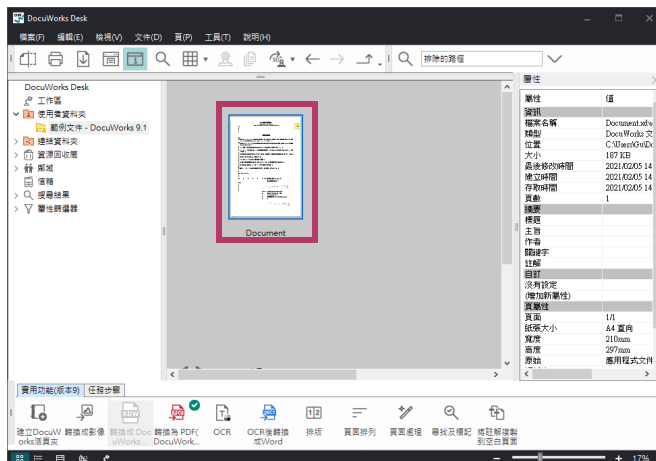 DocuWorks Desk
檔案(F) 編輯(E) 檢視(V) 文件(D) 頁(P) 工具(T) 說明(H)
排除的路徑
DocuWorks Desk
工作區
使用者資料夾
範例文件 - DocuWorks 9.1
連結資料夾
資源回收筒
鄰域
信箱
搜尋結果
屬性篩選器
Document
屬性
屬性 值
資訊
檔案名稱 Document.xdw
類型 DocuWorks 文
位置 C:\Users\Gu\Do
大小 187 KB
最後修改時間 2021/02/05 14
建立時間 2021/02/05 14
存取時間 2021/02/05 14
頁數 1
摘要
標題
主旨
作者
關鍵字
註解
自訂
沒有設定
(增加新屬性)
頁屬性
頁面 1/1
紙張大小 A4 直向
寬度 210mm
高度 297mm
原始 應用程式文件
實用功能(版本9) 任務步驟
建立DocuW
orks活頁夾
轉換成影像
轉換成 Doc
uWorks ...
轉換為 PDF(
DocuWork...
OCR
OCR後轉換
成Word
排版
頁面排列
頁面處理
尋找及標記
將註解複製
到空白頁面
17%